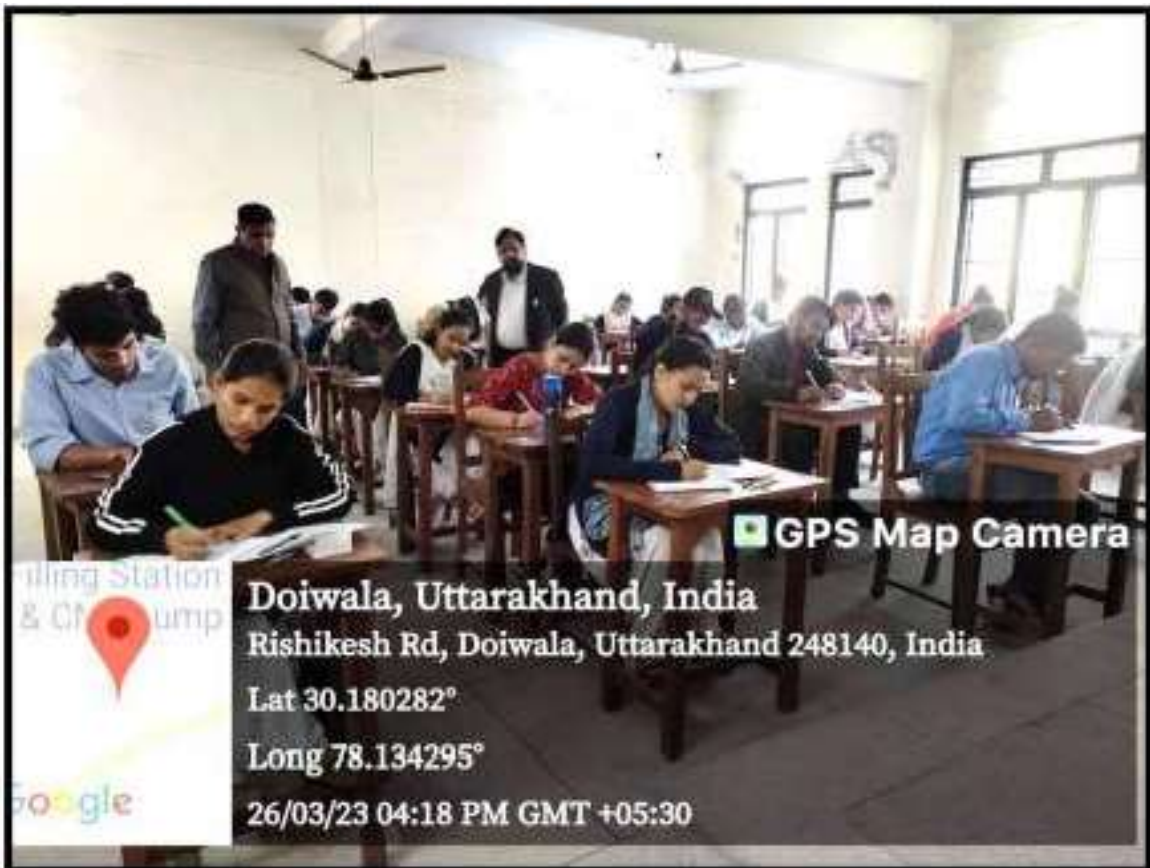 GPS Map Camera
Station
Doiwala, Uttarakhand, India
Rishikesh Rd, Doiwala, Uttarakhand 248140, India
Lat 30.180282°
Long 78.134295°
26/03/23 04:18 PM GMT +05:30
Google